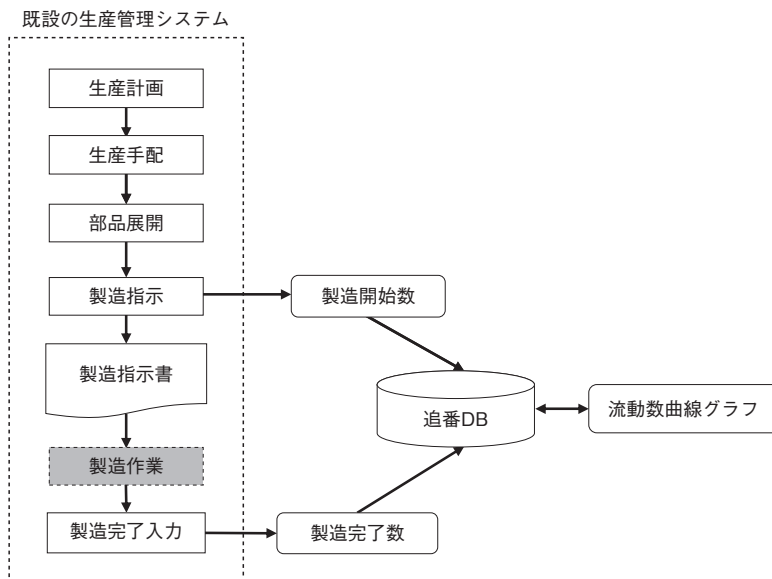 既設の生産管理システム
生産計画
生産手配
部品展開
製造指示
製造開始数
製造指示書
追番DB
流動数曲線グラフ
製造作業
製造完了入力
製造完了数